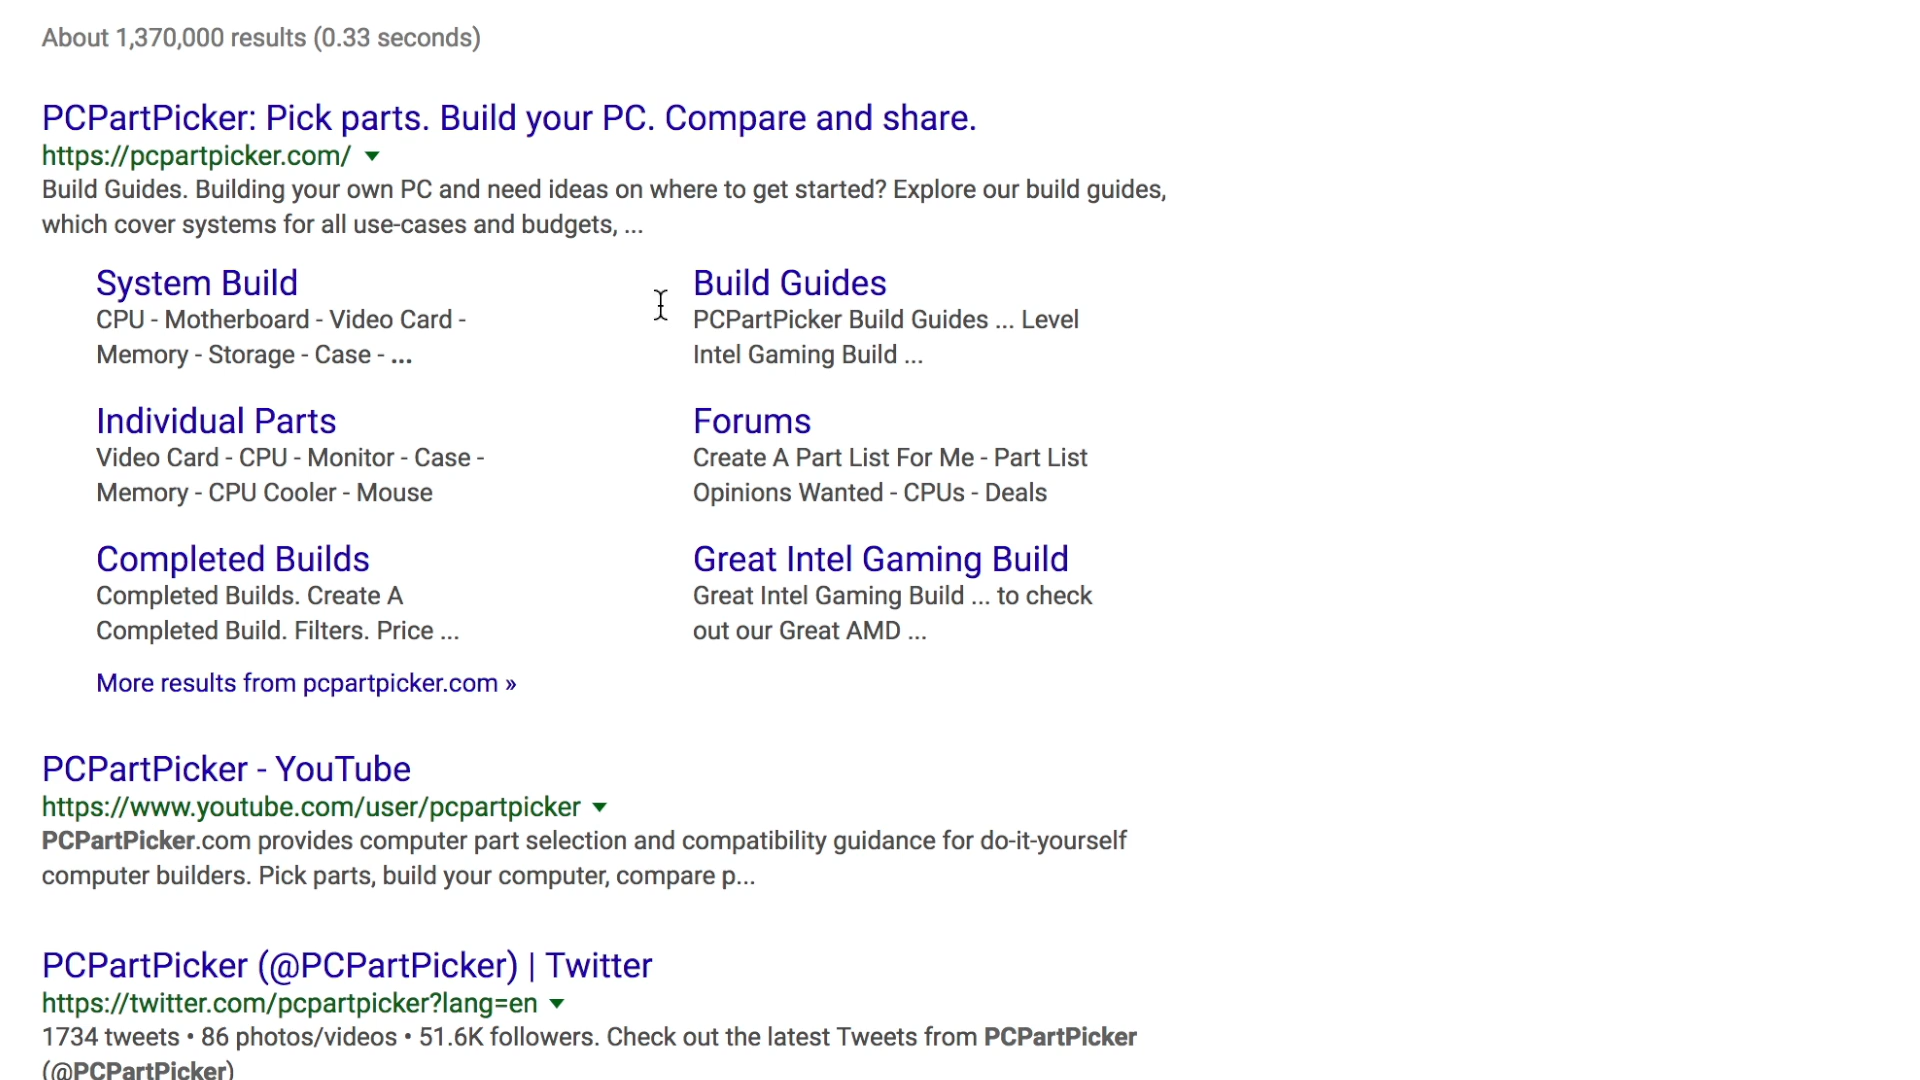 About 1,370,000 results (0.33 seconds)
PCPartPicker: Pick parts. Build your PC. Compare and share.
https://pcpartpicker.com/
Build Guides. Building your own PC and need ideas on where to get started? Explore our build guides,
which cover systems for all use-cases and budgets, ...
System Build
CPU - Motherboard - Video Card -
Memory - Storage - Case - ...
Build Guides
PCPartPicker Build Guides ... Level
Intel Gaming Build ...
Individual Parts
Video Card - CPU - Monitor - Case -
Memory - CPU Cooler - Mouse
Forums
Create A Part List For Me - Part List
Opinions Wanted - CPUs - Deals
Completed Builds
Completed Builds. Create A
Completed Build. Filters. Price ...
Great Intel Gaming Build
Great Intel Gaming Build ... to check
out our Great AMD ...
More results from pcpartpicker.com »
PCPartPicker - YouTube
https://www.youtube.com/user/pcpartpicker
PCPartPicker.com provides computer part selection and compatibility guidance for do-it-yourself
computer builders. Pick parts, build your computer, compare p...
PCPartPicker (@PCPartPicker) | Twitter
https://twitter.com/pcpartpicker?lang=en
1734 tweets • 86 photos/videos • 51.6K followers. Check out the latest Tweets from PCPartPicker
(@PCPartPicker)